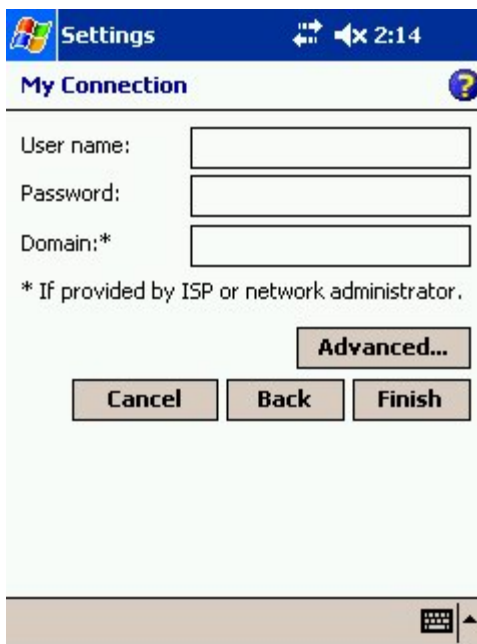 Settings 2:14
My Connection
User name:
Password:
Domain:*
* If provided by ISP or network administrator.
Advanced...
Cancel Back Finish